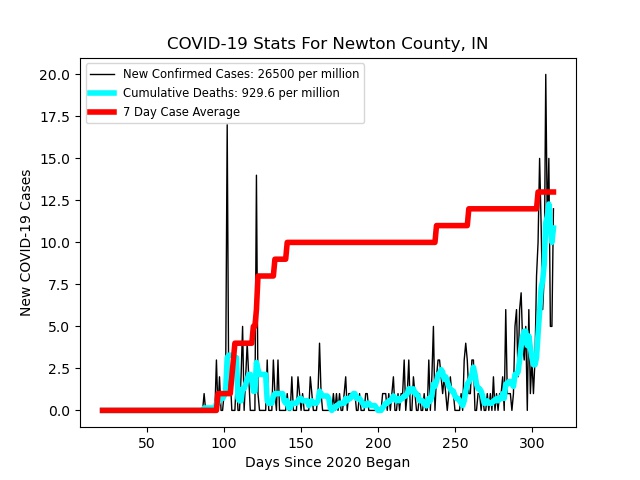 COVID-19 Stats For Newton County, IN
New Confirmed Cases: 26500 per million
Cumulative Deaths: 929.6 per million
7 Day Case Average
New COVID-19 Cases
20.0
17.5
15.0
12.5
10.0
7.5
5.0
2.5
0.0
50 100 150 200 250 300
Days Since 2020 Began